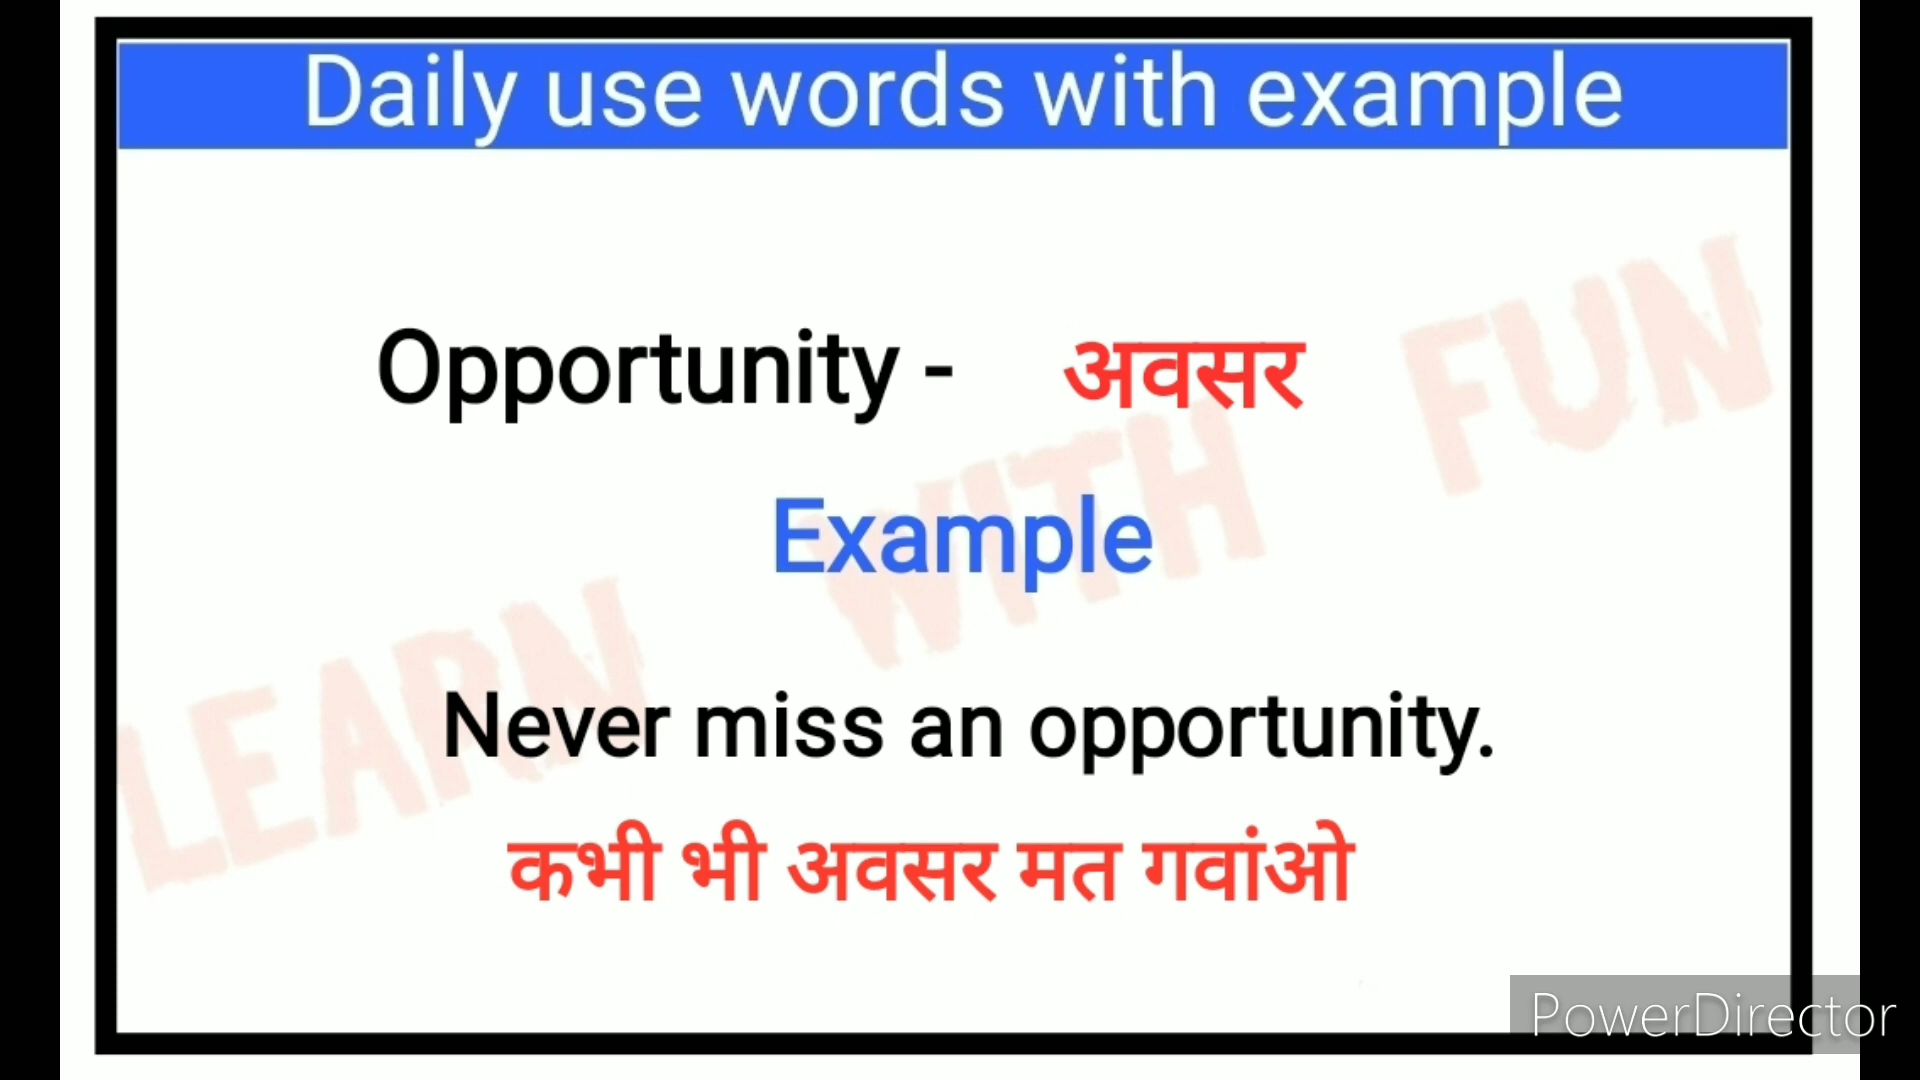 Daily use words with example
Opportunity - अवसर
Example
Never miss an opportunity.
कभी भी अवसर मत गवांओ
LEARN WITH FUN
PowerDirector